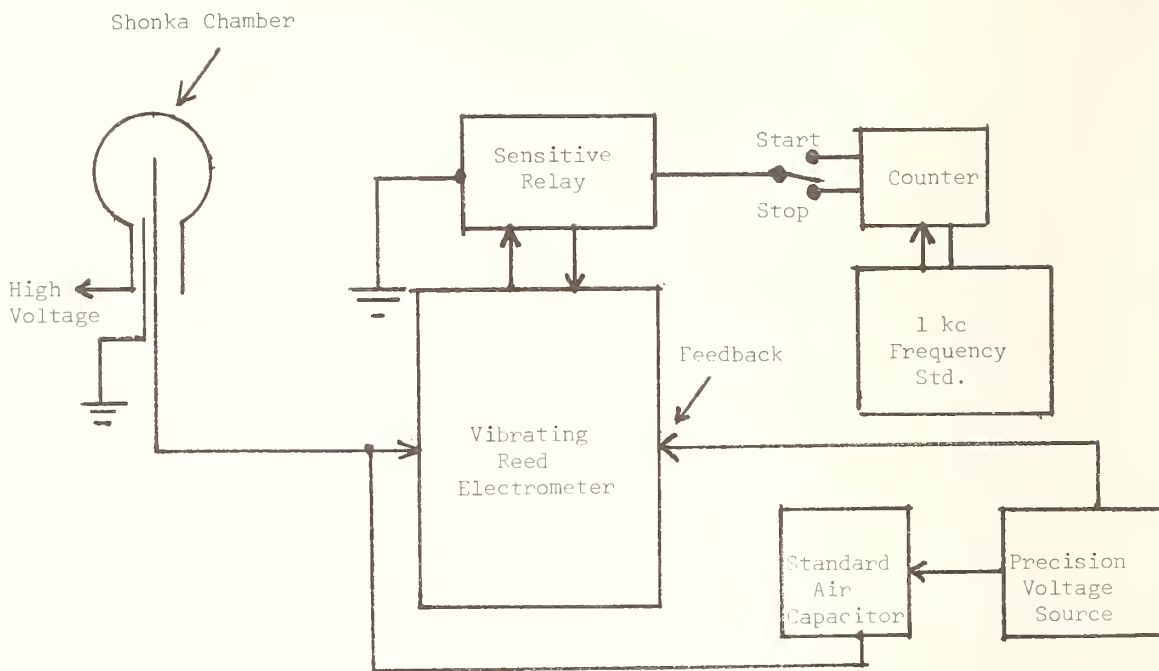 Shonka Chamber
High
Voltage
Sensitive
Relay
Start
Stop
Counter
1 kc
Frequency
Std.
Feedback
Vibrating
Reed
Electrometer
Standard
Air
Capacitor
Precision
Voltage
Source